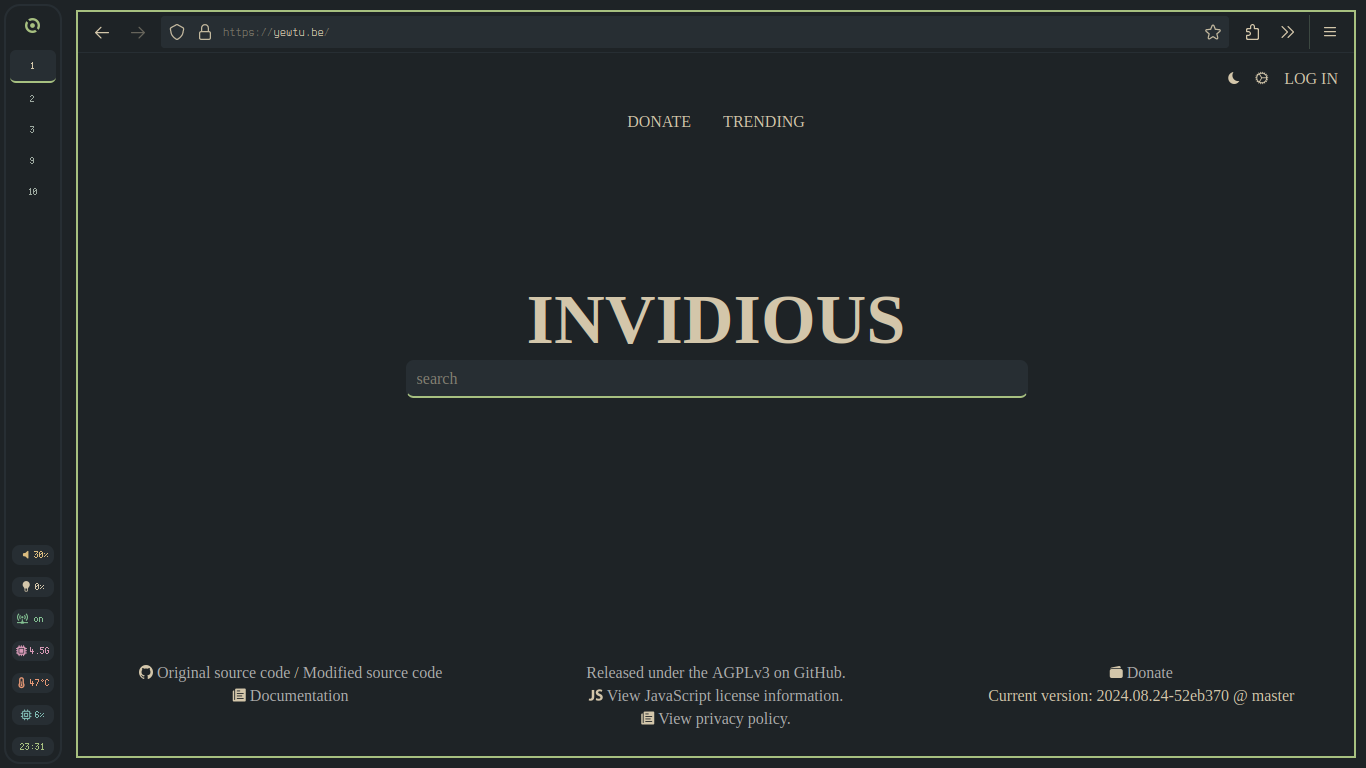 https://yewtu.be/
LOG IN
DONATE TRENDING
INVIDIOUS
search
Original source code / Modified source code
Documentation
Released under the AGPLv3 on GitHub.
JS View JavaScript license information.
View privacy policy.
Donate
Current version: 2024.08.24-52eb370 @ master
1
2
3
9
10
30%
0%
on
4.5G
47°C
6%
23:31